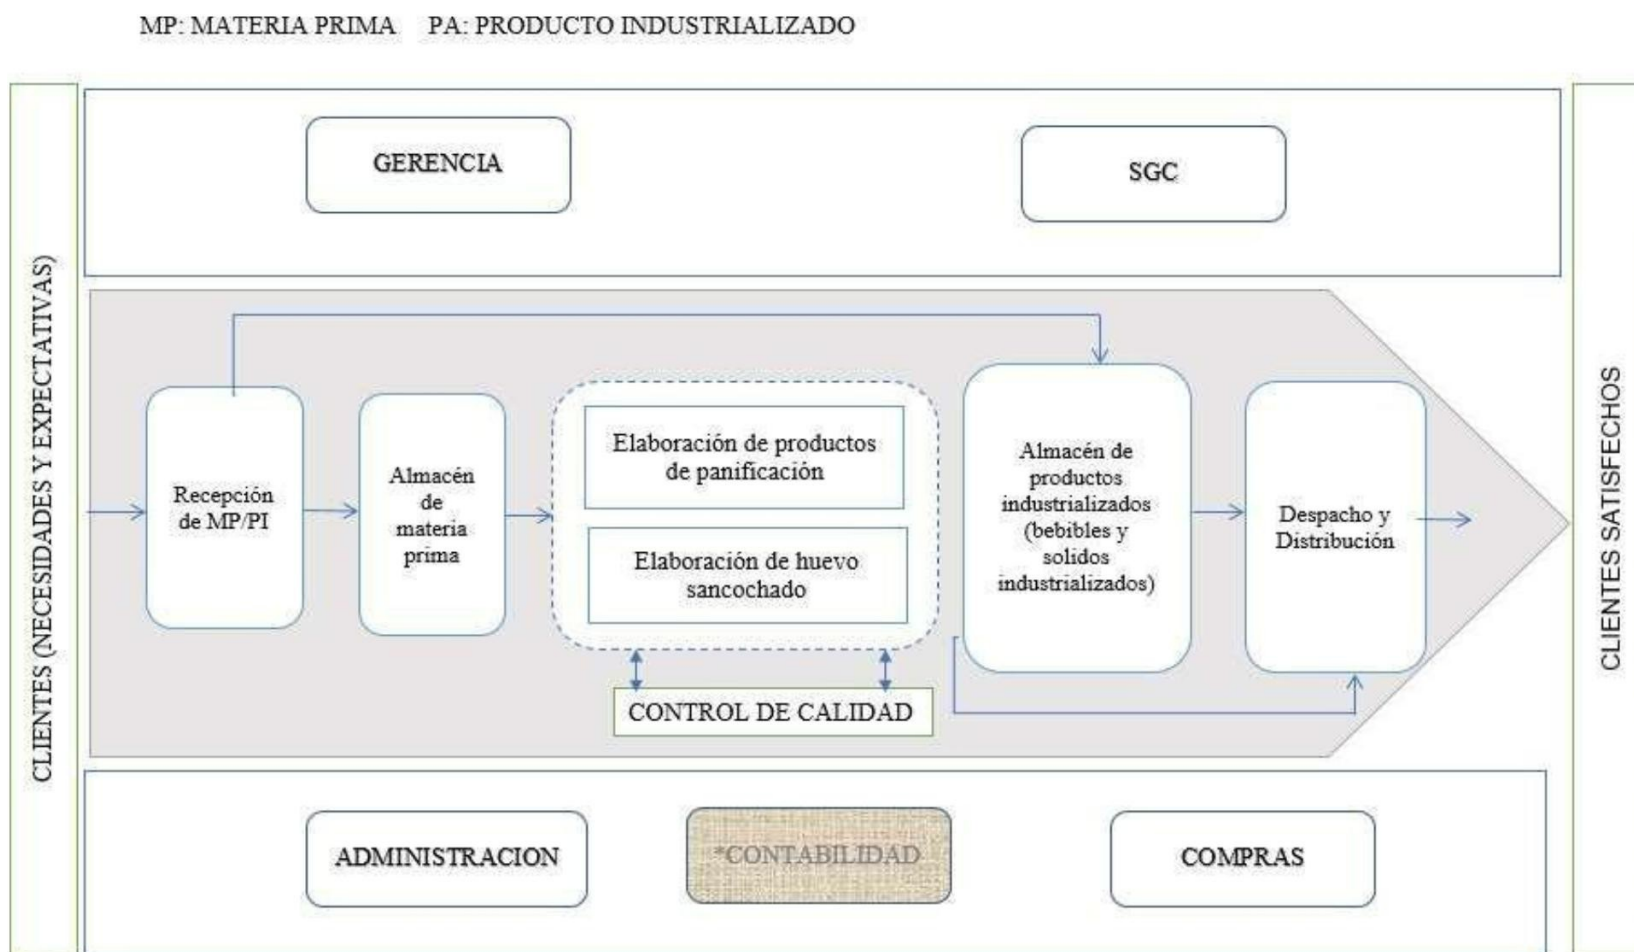 MP: MATERIA PRIMA PA: PRODUCTO INDUSTRIALIZADO
CLIENTES (NECESIDADES Y EXPECTATIVAS)
GERENCIA
SGC
Recepción
de MP/PI
Almacén
de
materia
prima
Elaboración de productos
de panificación
Elaboración de huevo
sancochado
CONTROL DE CALIDAD
Almacén de
productos
industrializados
(bebibles y
solidos
industrializados)
Despacho y
Distribución
ADMINISTRACION
*CONTABILIDAD
COMPRAS
CLIENTES SATISFECHOS